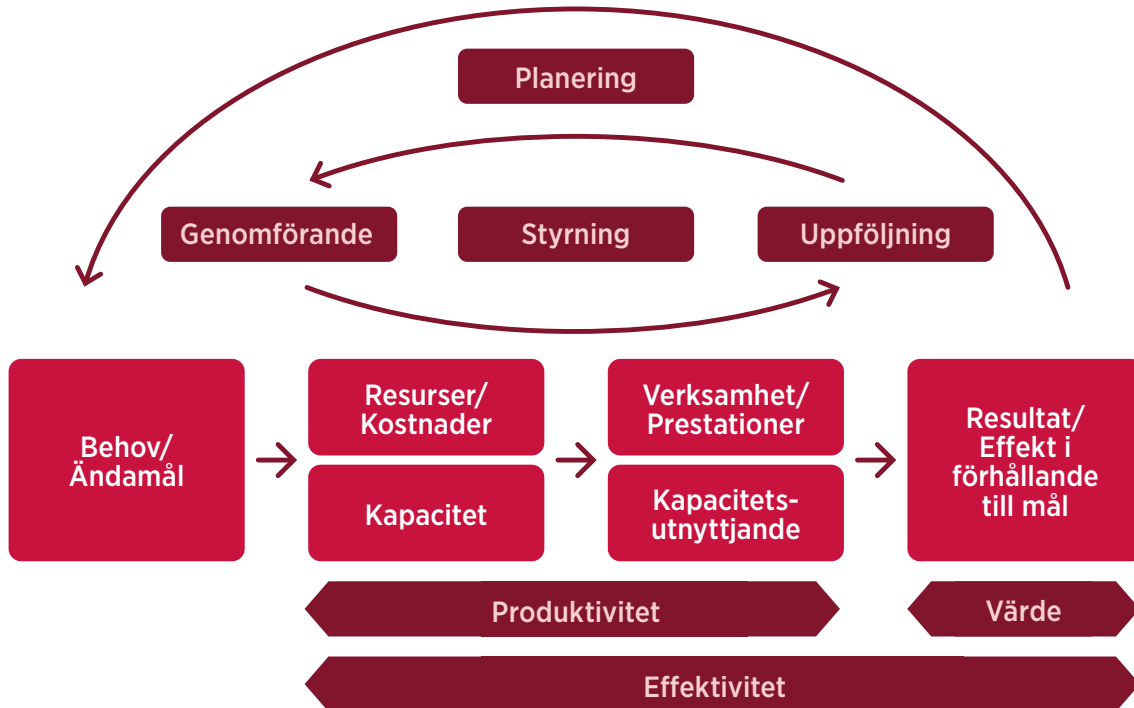 Planering
Genomförande
Styrning
Uppföljning
Behov/
Ändamål
Resurser/
Kostnader
Kapacitet
Verksamhet/
Prestationer
Kapacitets-
utnyttjande
Resultat/
Effekt i
förhållande
till mål
Produktivitet
Värde
Effektivitet